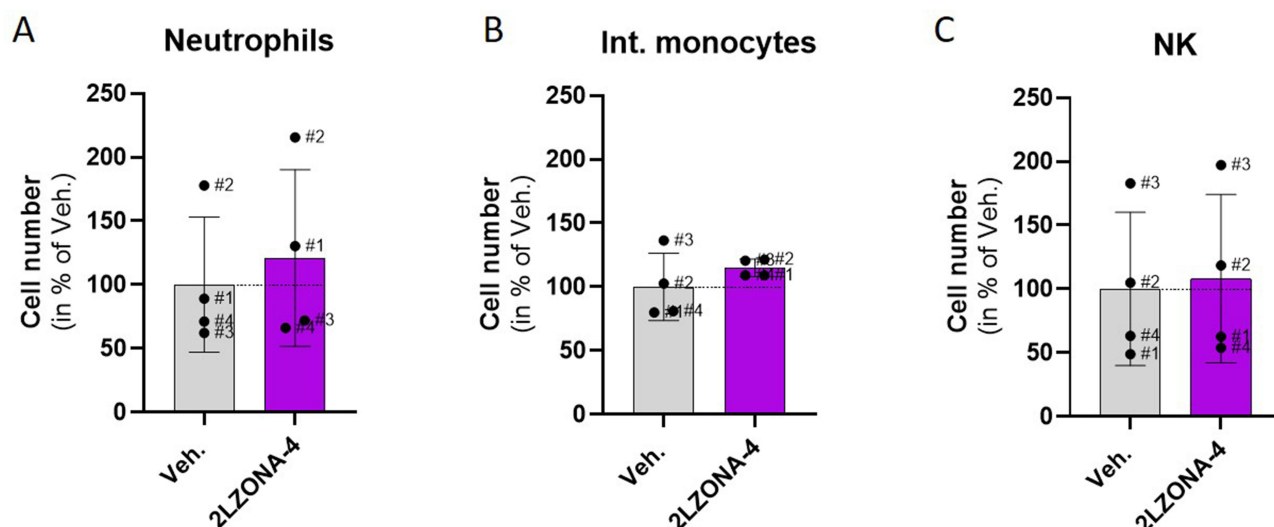 A
Neutrophils
Cell number
(in % of Veh.)
250
200
150
100
50
0
#2
#1
#4
#3
#2
#1
#3
#4
Veh.
2LZONA-4
B
Int. monocytes
Cell number
(in % of Veh.)
250
200
150
100
50
0
#3
#2
#1
#4
#3
#2
#4
#1
Veh.
2LZONA-4
C
NK
Cell number
(in % of Veh.)
250
200
150
100
50
0
#3
#2
#4
#1
#3
#2
#1
#4
Veh.
2LZONA-4